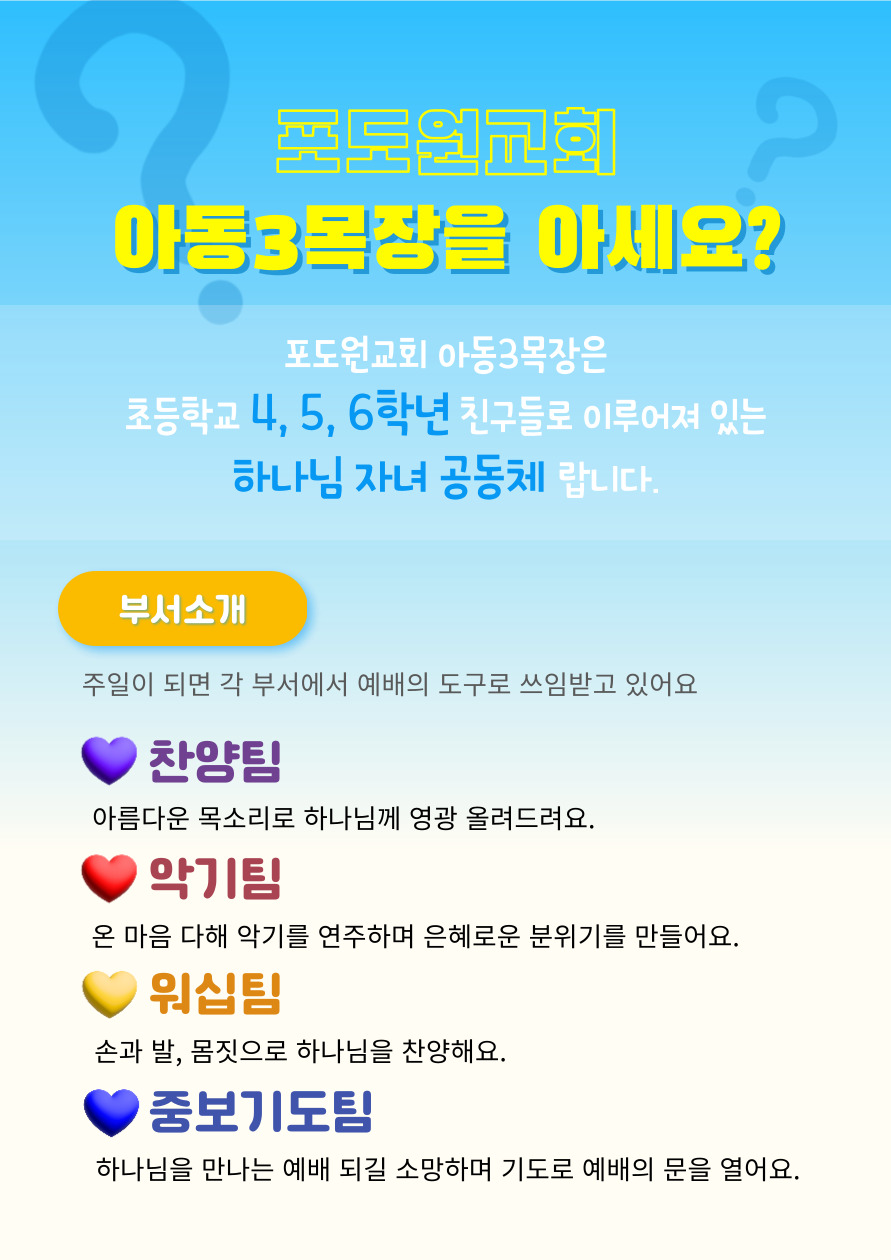 포도원교회
아동3목장을 아세요?
포도원교회 아동3목장은
초등학교 4, 5, 6학년 친구들로 이루어져 있는
하나님 자녀 공동체 랍니다.
부서소개
주일이 되면 각 부서에서 예배의 도구로 쓰임받고 있어요
찬양팀
아름다운 목소리로 하나님께 영광 올려드려요.
악기팀
온 마음 다해 악기를 연주하며 은혜로운 분위기를 만들어요.
워십팀
손과 발, 몸짓으로 하나님을 찬양해요.
중보기도팀
하나님을 만나는 예배 되길 소망하며 기도로 예배의 문을 열어요.